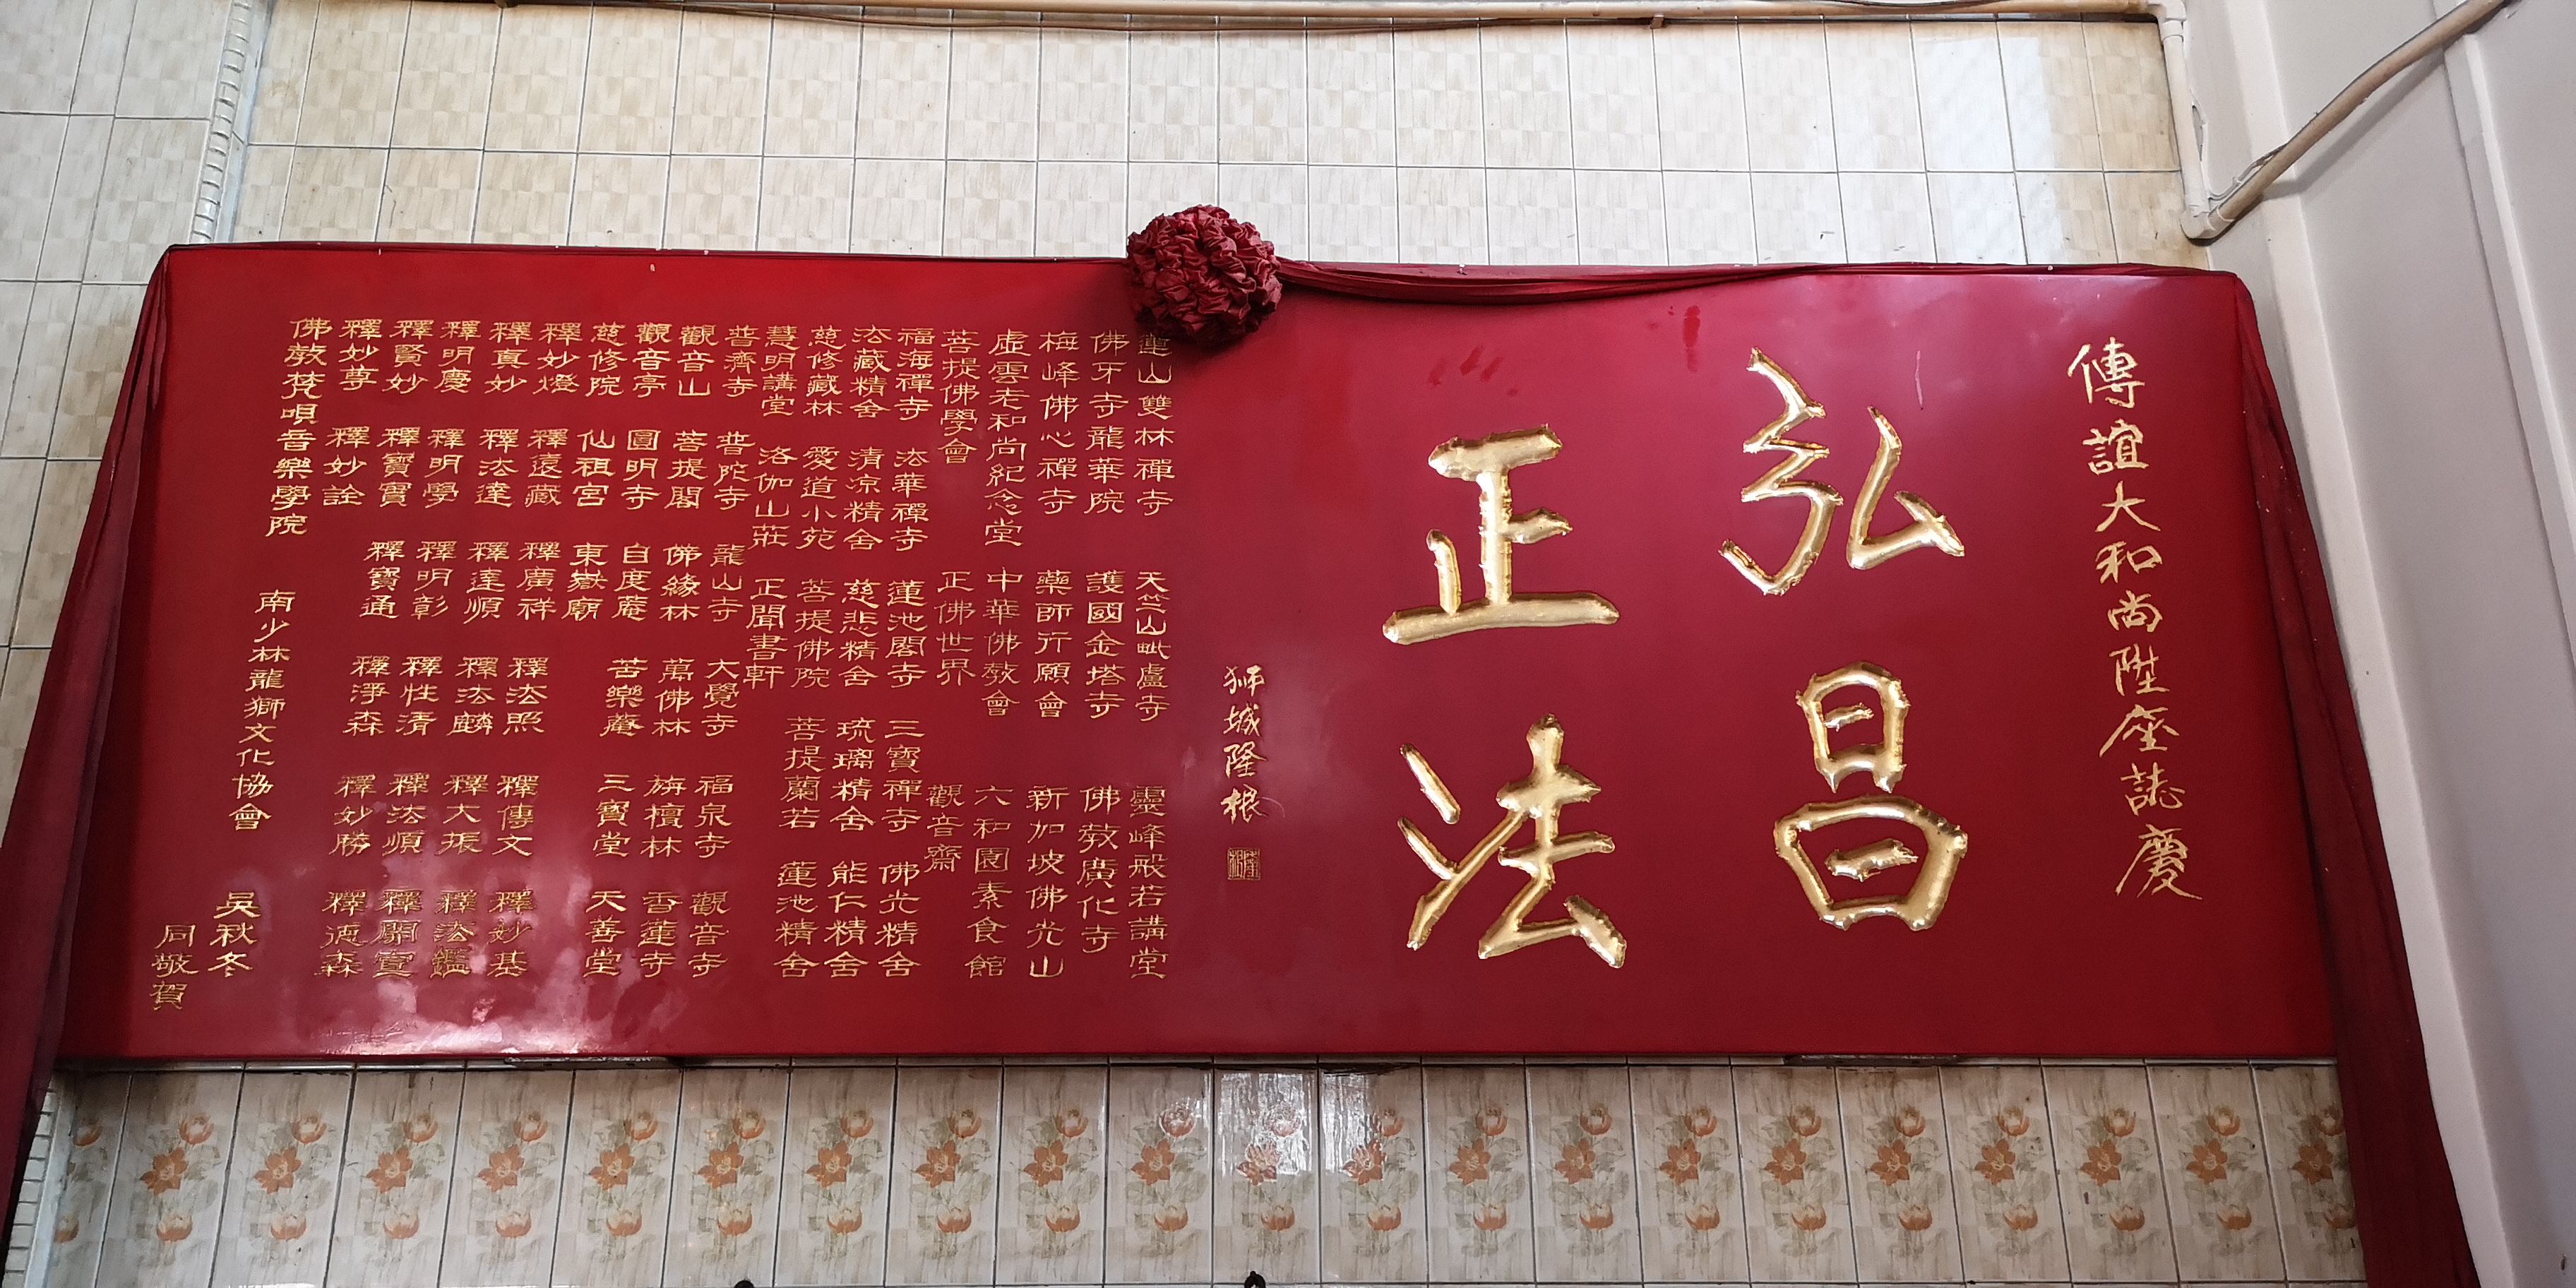 傳誼大和尚陞座誌慶
弘昌
正法
獅城隆根
蓮山雙林禪寺 天竺山毗盧寺 靈峰般若講堂
佛牙寺龍華院 護國金塔寺 佛教廣化寺
梅峰佛心禪寺 藥師行願會 新加坡佛光山
虛雲老和尚紀念堂 中華佛教會 六和園素食館
菩提佛學會 正佛世界 觀音齋
福海禪寺 法華禪寺 蓮池閣寺 三寶禪寺 佛光精舍
法藏精舍 清涼精舍 慈悲精舍 琉璃精舍 能仁精舍
慈修藏林 愛道小苑 菩提佛院 菩提蘭若 蓮池精舍
慧明講堂 洛伽山莊 正聞書軒
普濟寺 普陀寺 龍山寺 大覺寺 福泉寺 觀音寺
觀音山 菩提閣 佛緣林 萬佛林 旃檀林 香蓮寺
觀音亭 圓明寺 自度菴 苦樂菴 三寶堂 天善堂
慈修院 仙祖宮 東嶽廟
釋妙燈 釋遠藏 釋廣祥 釋法照 釋傳文 釋妙基
釋真妙 釋法達 釋達順 釋法麟 釋大振 釋法鑑
釋明慶 釋明學 釋明彰 釋性清 釋法順 釋開宣
釋賢妙 釋寶實 釋寶通 釋淨森 釋妙勝 釋德森
釋妙尊 釋妙詮
佛教梵唄音樂學院 南少林龍獅文化協會 吳秋冬
同敬賀